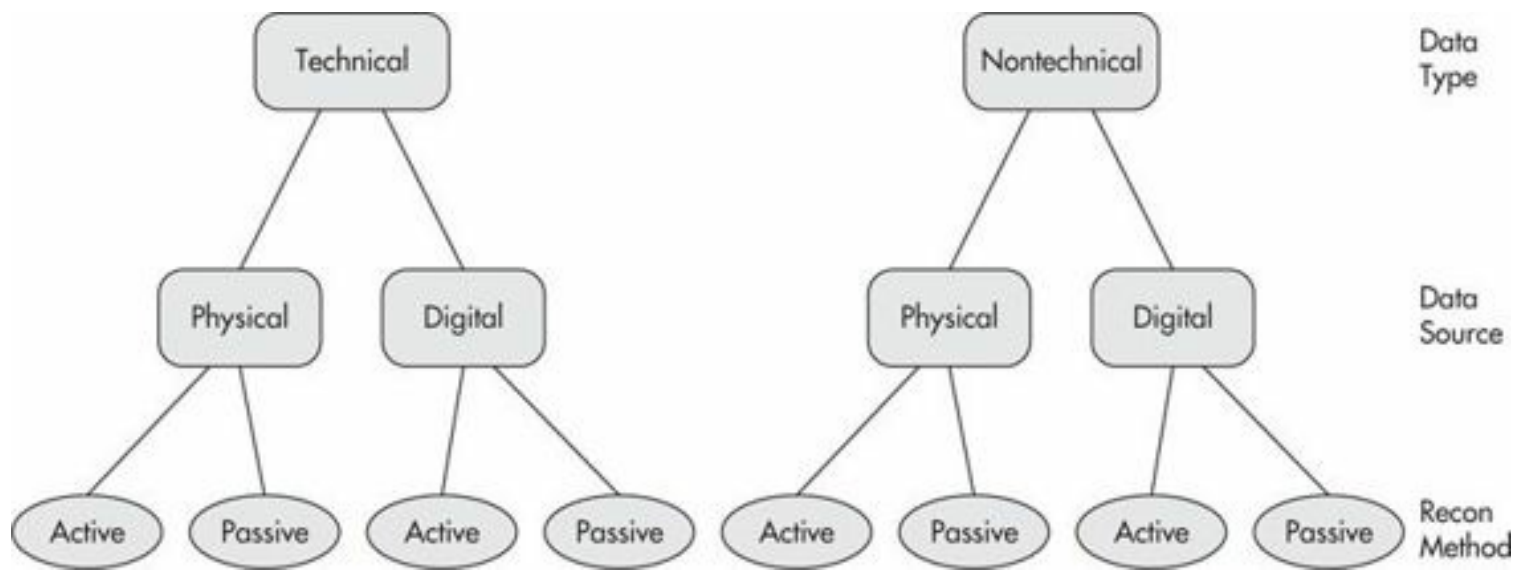 Technical
Nontechnical
Data
Type
Physical
Digital
Physical
Digital
Data
Source
Active
Passive
Active
Passive
Active
Passive
Active
Passive
Recon
Method